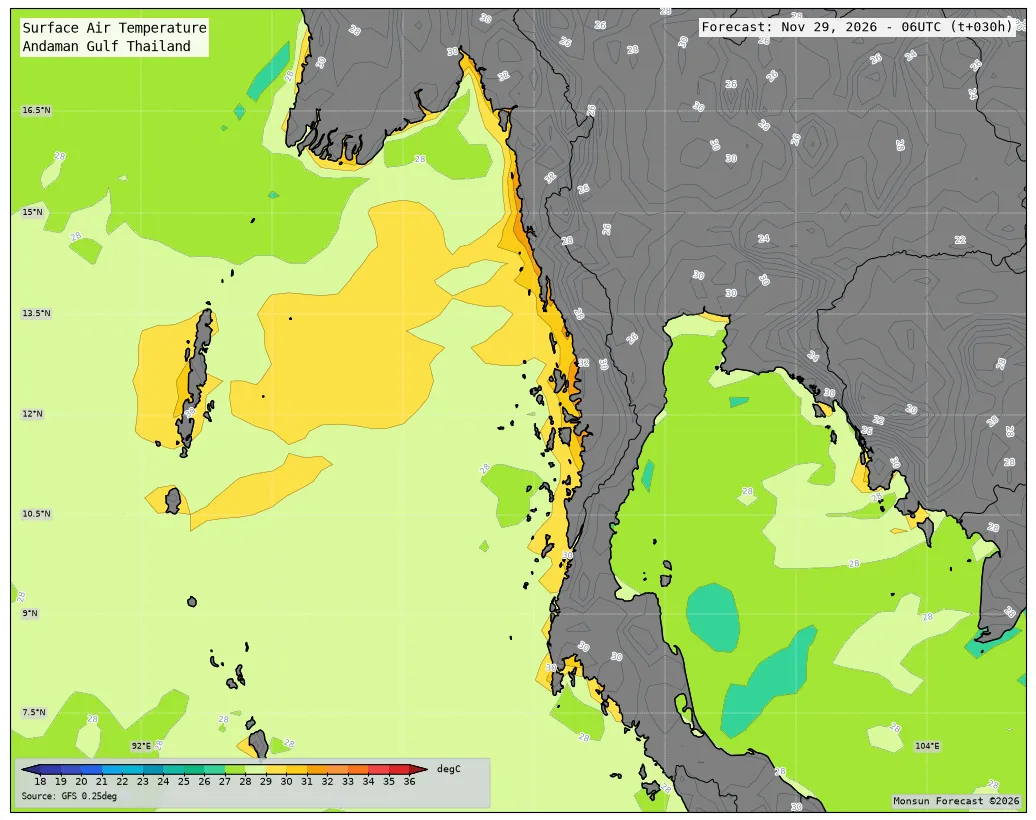 Surface Air Temperature
Andaman Gulf Thailand
Forecast: Nov 29, 2026 - 06UTC (t+030h)
16.5°N
15°N
13.5°N
12°N
10.5°N
9°N
7.5°N
92°E
104°E
18 19 20 21 22 23 24 25 26 27 28 29 30 31 32 33 34 35 36
degC
Source: GFS 0.25deg
Monsun Forecast ©2026